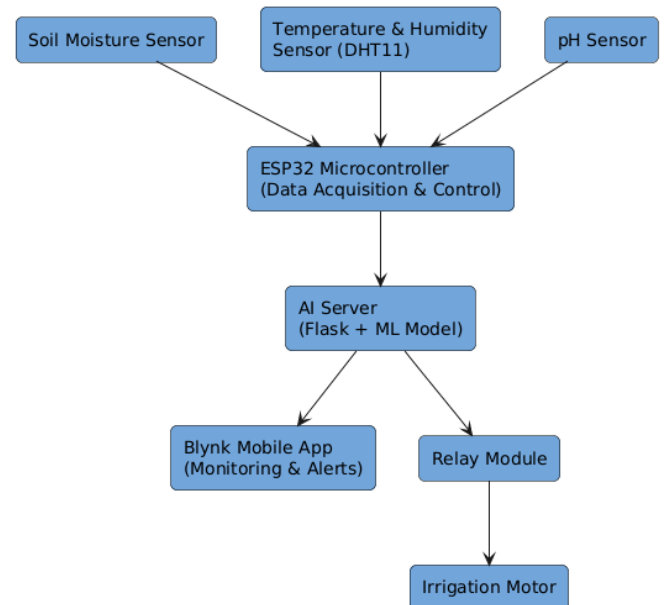 Soil Moisture Sensor
Temperature & Humidity
Sensor (DHT11)
pH Sensor
ESP32 Microcontroller
(Data Acquisition & Control)
AI Server
(Flask + ML Model)
Blynk Mobile App
(Monitoring & Alerts)
Relay Module
Irrigation Motor